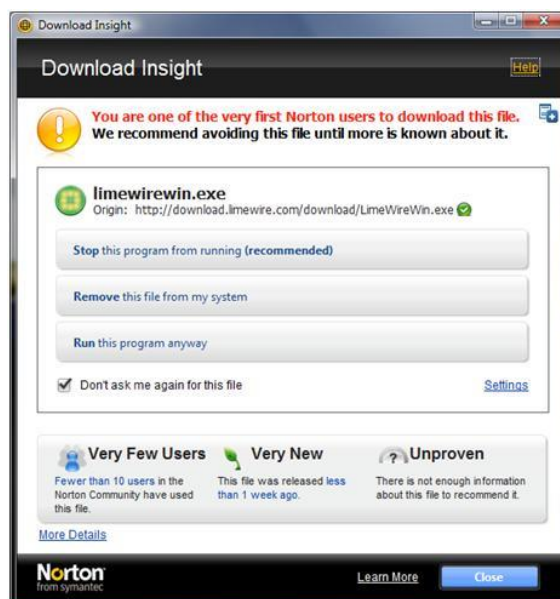 Download Insight
Download Insight
Help
You are one of the very first Norton users to download this file.
We recommend avoiding this file until more is known about it.
limewirewin.exe
Origin: http://download.limewire.com/download/LimeWireWin.exe
Stop this program from running (recommended)
Remove this file from my system
Run this program anyway
Don't ask me again for this file
Settings
Very Few Users
Fewer than 10 users in the
Norton Community have used
this file.
Very New
This file was released less
than 1 week ago.
Unproven
There is not enough information
about this file to recommend it.
More Details
Norton
from symantec
Learn More
Close